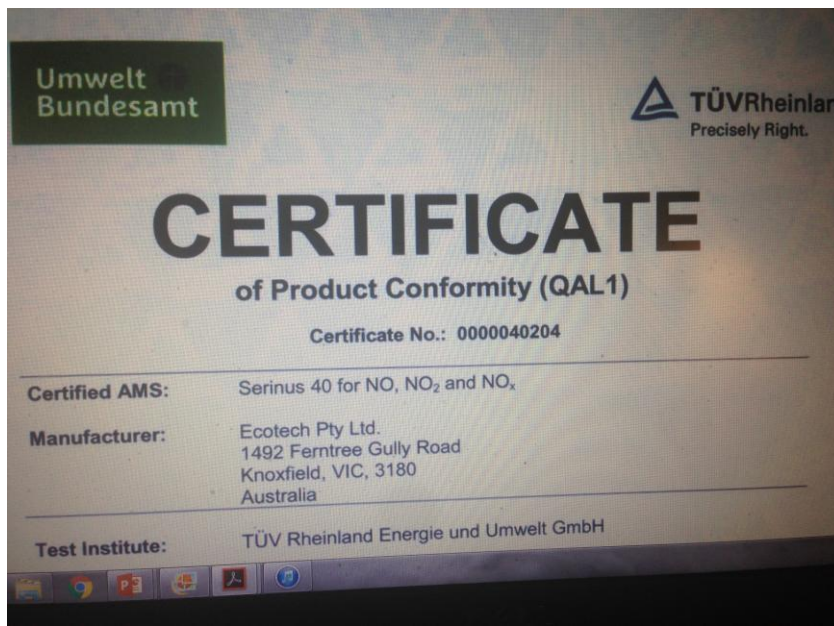 Umwelt
Bundesamt
TÜVRheinlan
Precisely Right.
CERTIFICATE
of Product Conformity (QAL1)
Certificate No.: 0000040204
Certified AMS: Serinus 40 for NO, NO₂ and NOₓ
Manufacturer: Ecotech Pty Ltd.
1492 Ferntree Gully Road
Knoxfield, VIC, 3180
Australia
Test Institute: TÜV Rheinland Energie und Umwelt GmbH